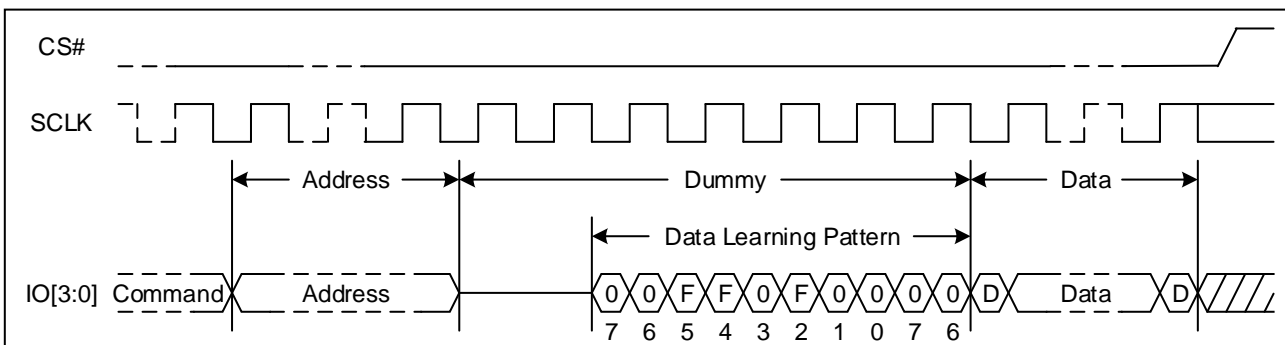 CS#
SCLK
Address Dummy Data
Data Learning Pattern
IO[3:0] Command Address 0 0 F F 0 F 0 0 0 0 D Data D
7 6 5 4 3 2 1 0 7 6